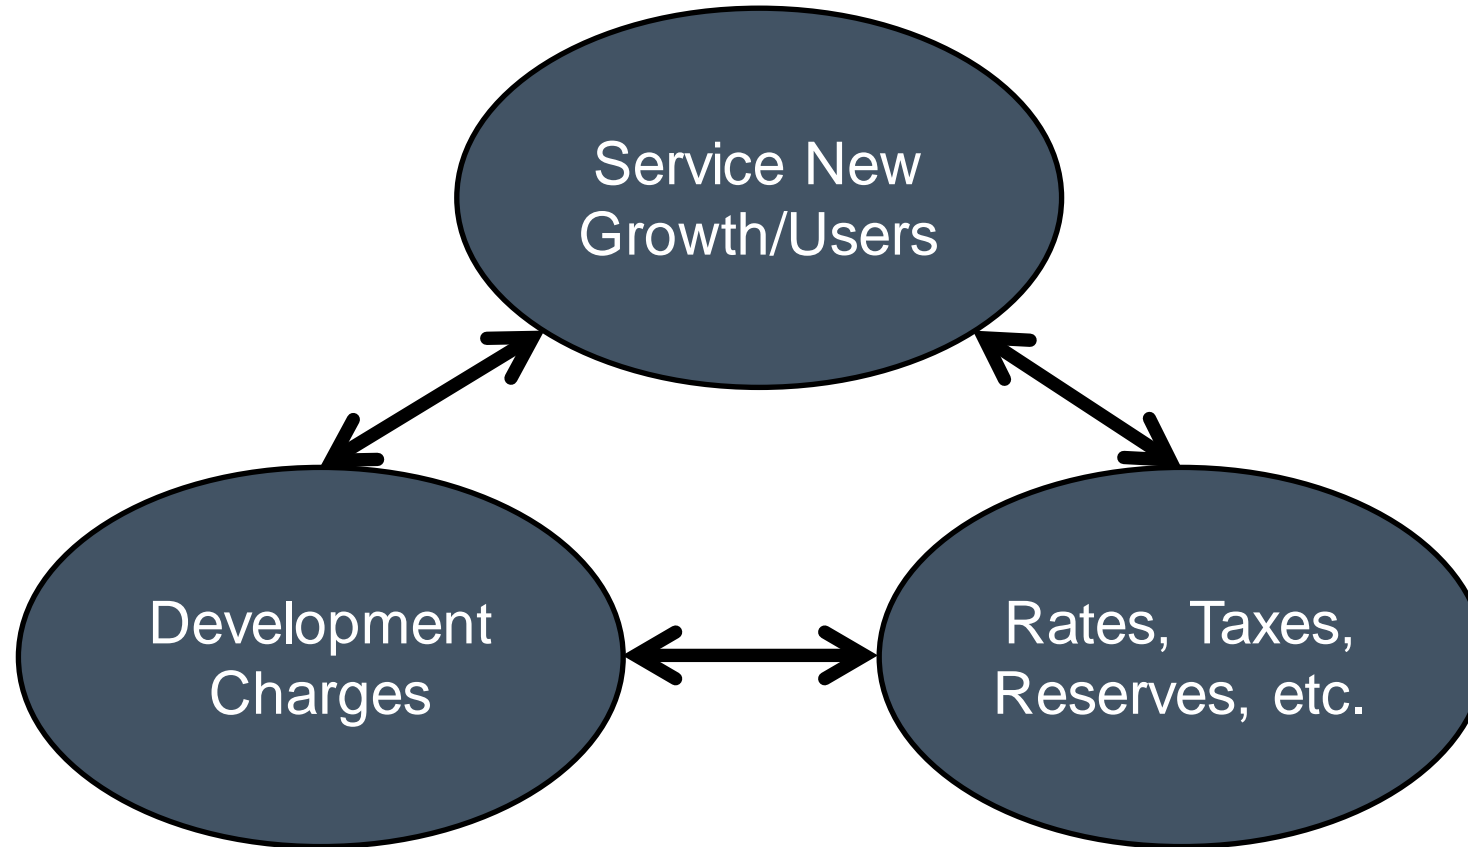 Service New
Growth/Users
Development
Charges
Rates, Taxes,
Reserves, etc.